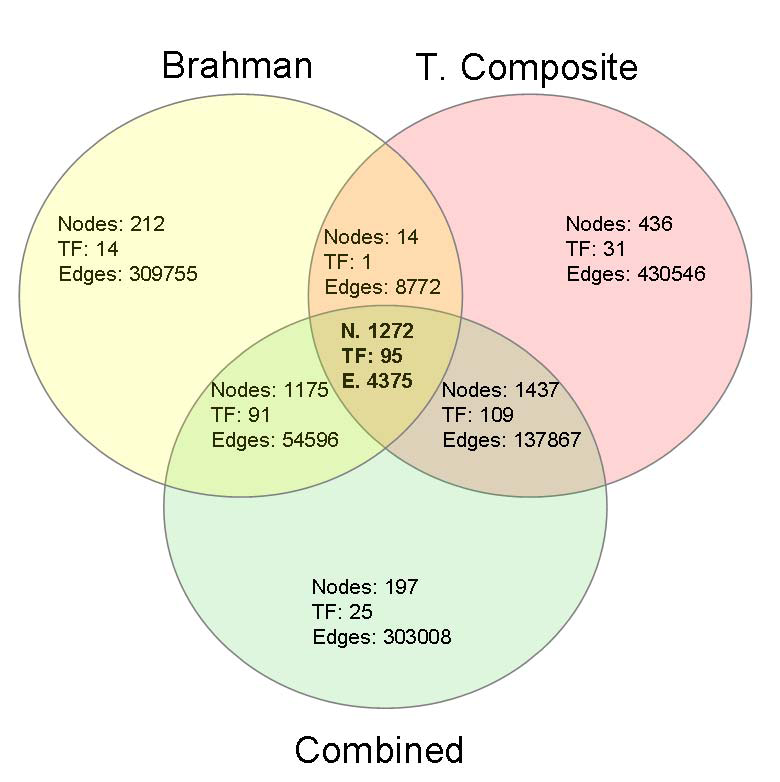 Brahman
T. Composite
Nodes: 212
TF: 14
Edges: 309755
Nodes: 14
TF: 1
Edges: 8772
Nodes: 436
TF: 31
Edges: 430546
N. 1272
TF: 95
E. 4375
Nodes: 1175
TF: 91
Edges: 54596
Nodes: 1437
TF: 109
Edges: 137867
Nodes: 197
TF: 25
Edges: 303008
Combined